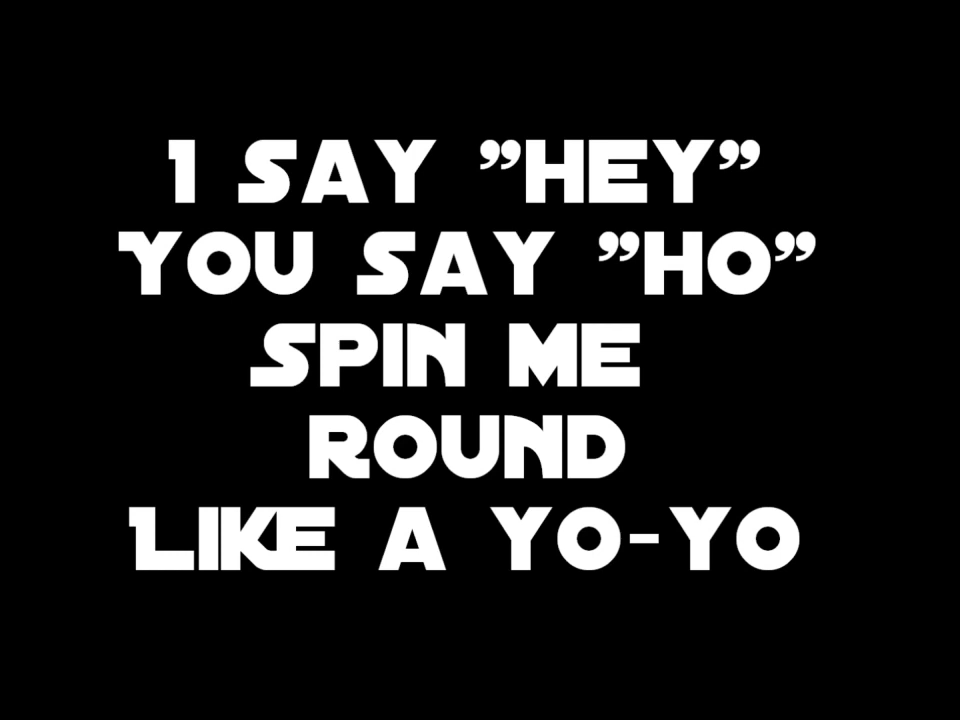 I SAY ”HEY”
YOU SAY ”HO”
SPIN ME
ROUND
LIKE A YO-YO